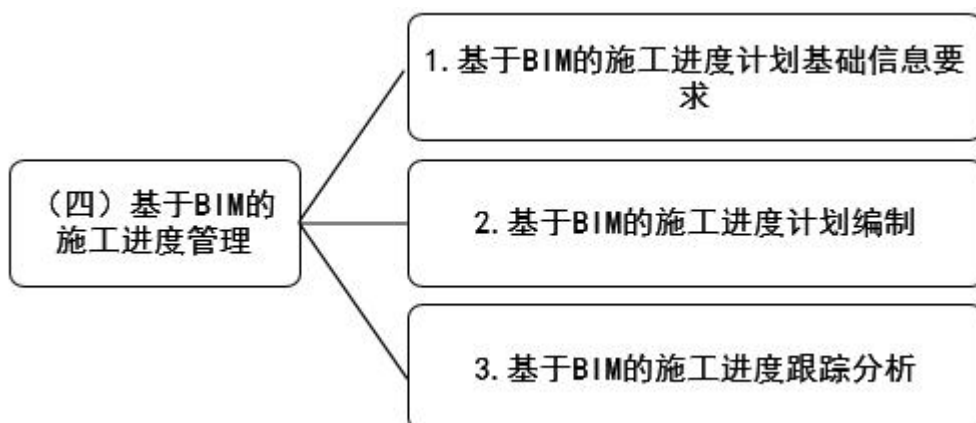 （四）基于BIM的
施工进度管理
1.基于BIM的施工进度计划基础信息要
求
2.基于BIM的施工进度计划编制
3.基于BIM的施工进度跟踪分析